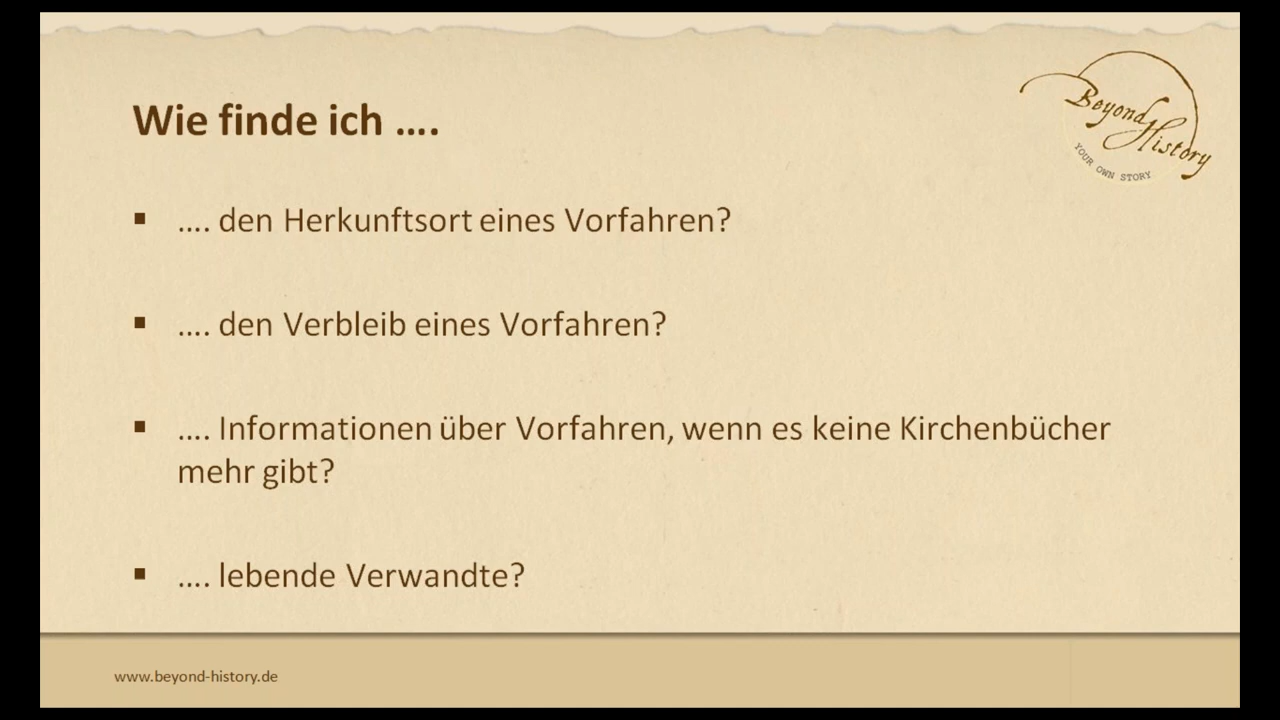 Beyond
History
YOUR OWN STORY
Wie finde ich ....
▪ .... den Herkunftsort eines Vorfahren?
▪ .... den Verbleib eines Vorfahren?
▪ .... Informationen über Vorfahren, wenn es keine Kirchenbücher
mehr gibt?
▪ .... lebende Verwandte?
www.beyond-history.de